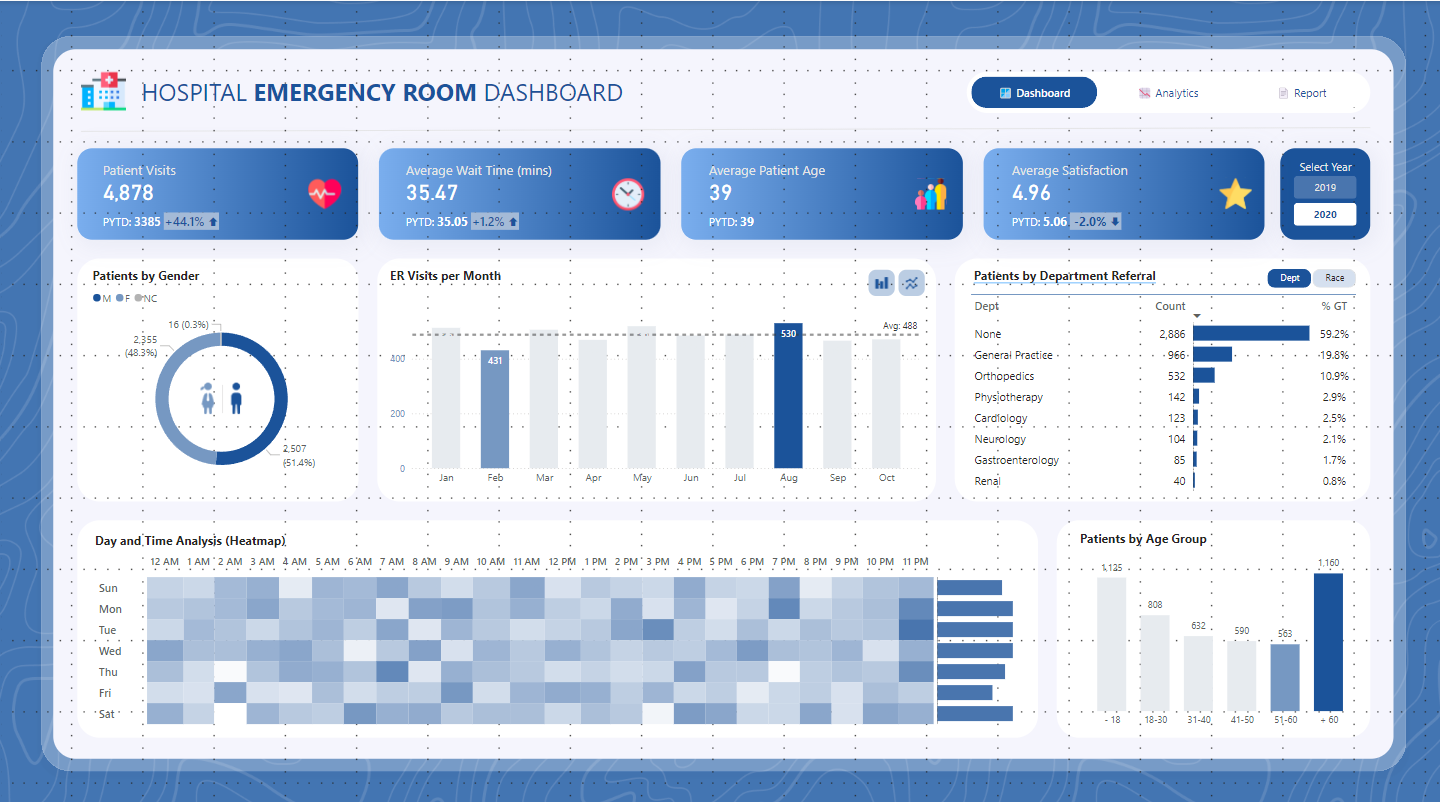 HOSPITAL EMERGENCY ROOM DASHBOARD
Dashboard
Analytics
Report
Patient Visits
4,878
PYTD: 3385 +44.1%
Average Wait Time (mins)
35.47
PYTD: 35.05 +1.2%
Average Patient Age
39
PYTD: 39
Average Satisfaction
4.96
PYTD: 5.06 -2.0%
Select Year
2019
2020
Patients by Gender
M F NC
16 (0.3%)
2,355
(48.3%)
2,507
(51.4%)
ER Visits per Month
Avg: 488
400
200
0
431
530
Jan Feb Mar Apr May Jun Jul Aug Sep Oct
Patients by Department Referral
Dept
Race
Dept Count % GT
None 2,886 59.2%
General Practice 966 19.8%
Orthopedics 532 10.9%
Physiotherapy 142 2.9%
Cardiology 123 2.5%
Neurology 104 2.1%
Gastroenterology 85 1.7%
Renal 40 0.8%
Day and Time Analysis (Heatmap)
12 AM 1 AM 2 AM 3 AM 4 AM 5 AM 6 AM 7 AM 8 AM 9 AM 10 AM 11 AM 12 PM 1 PM 2 PM 3 PM 4 PM 5 PM 6 PM 7 PM 8 PM 9 PM 10 PM 11 PM
Sun
Mon
Tue
Wed
Thu
Fri
Sat
Patients by Age Group
1,125
808
632
590
563
1,160
- 18 18-30 31-40 41-50 51-60 + 60